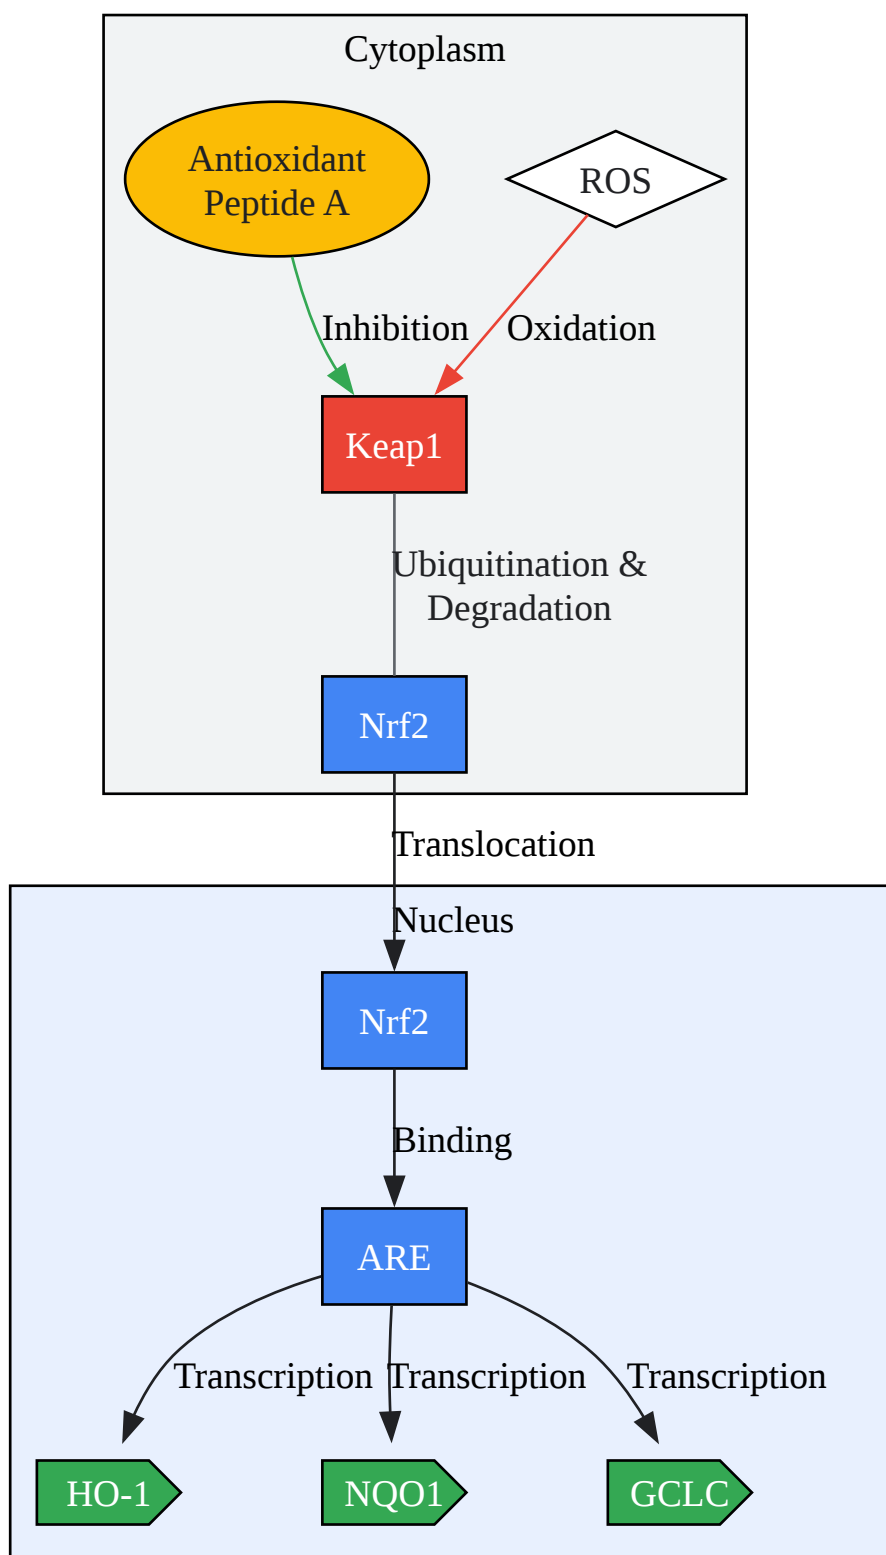 Cytoplasm
Antioxidant
Peptide A
ROS
Inhibition
Oxidation
Keap1
Ubiquitination &
Degradation
Nrf2
Translocation
Nucleus
Nrf2
Binding
ARE
Transcription
Transcription
Transcription
HO-1
NQO1
GCLC